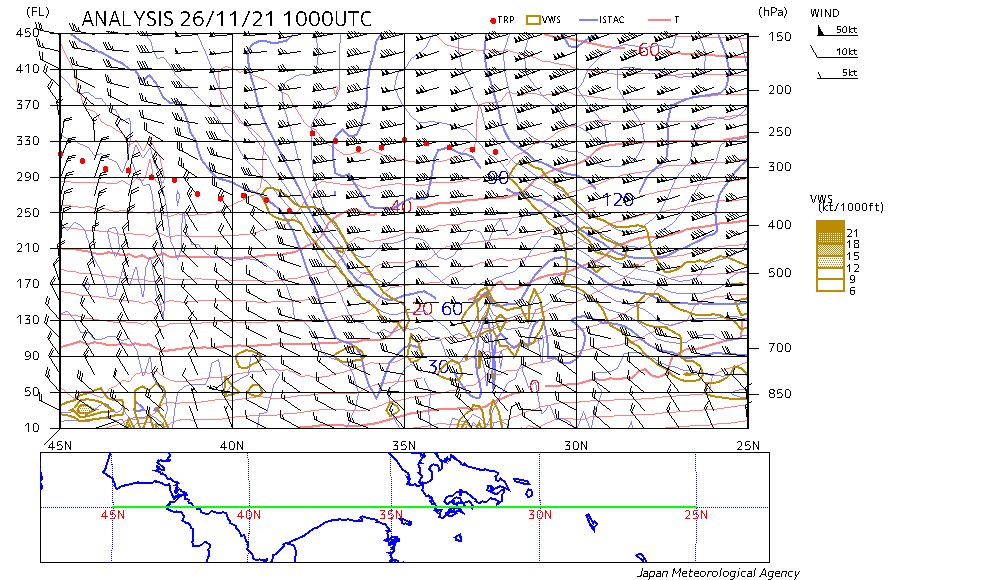 (FL) ANALYSIS 26/11/21 1000UTC TRP VWS ISTAC T (hPa) WIND
450 150 50kt
-60
10kt
410 5kt
200
370
250
330
300
290 90
120 VWS
(kt/1000ft)
250 -40 400
21
18
210 15
12
500 9
170 6
-20 60
130
700
90 30
0
50 850
10
45N 40N 35N 30N 25N
45N 40N 35N 30N 25N
Japan Meteorological Agency